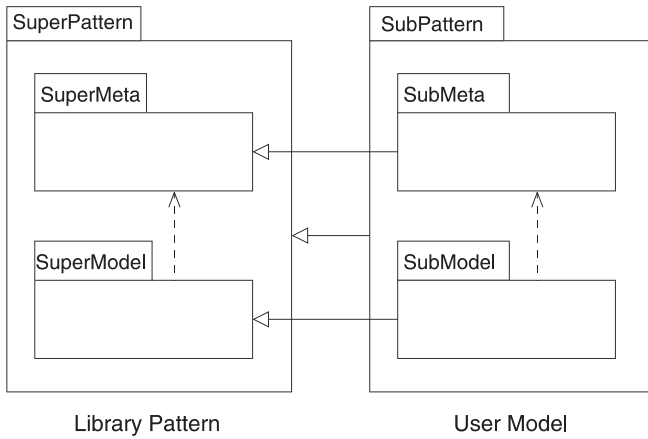 SuperPattern
SubPattern
SuperMeta
SubMeta
SuperModel
SubModel
Library Pattern
User Model